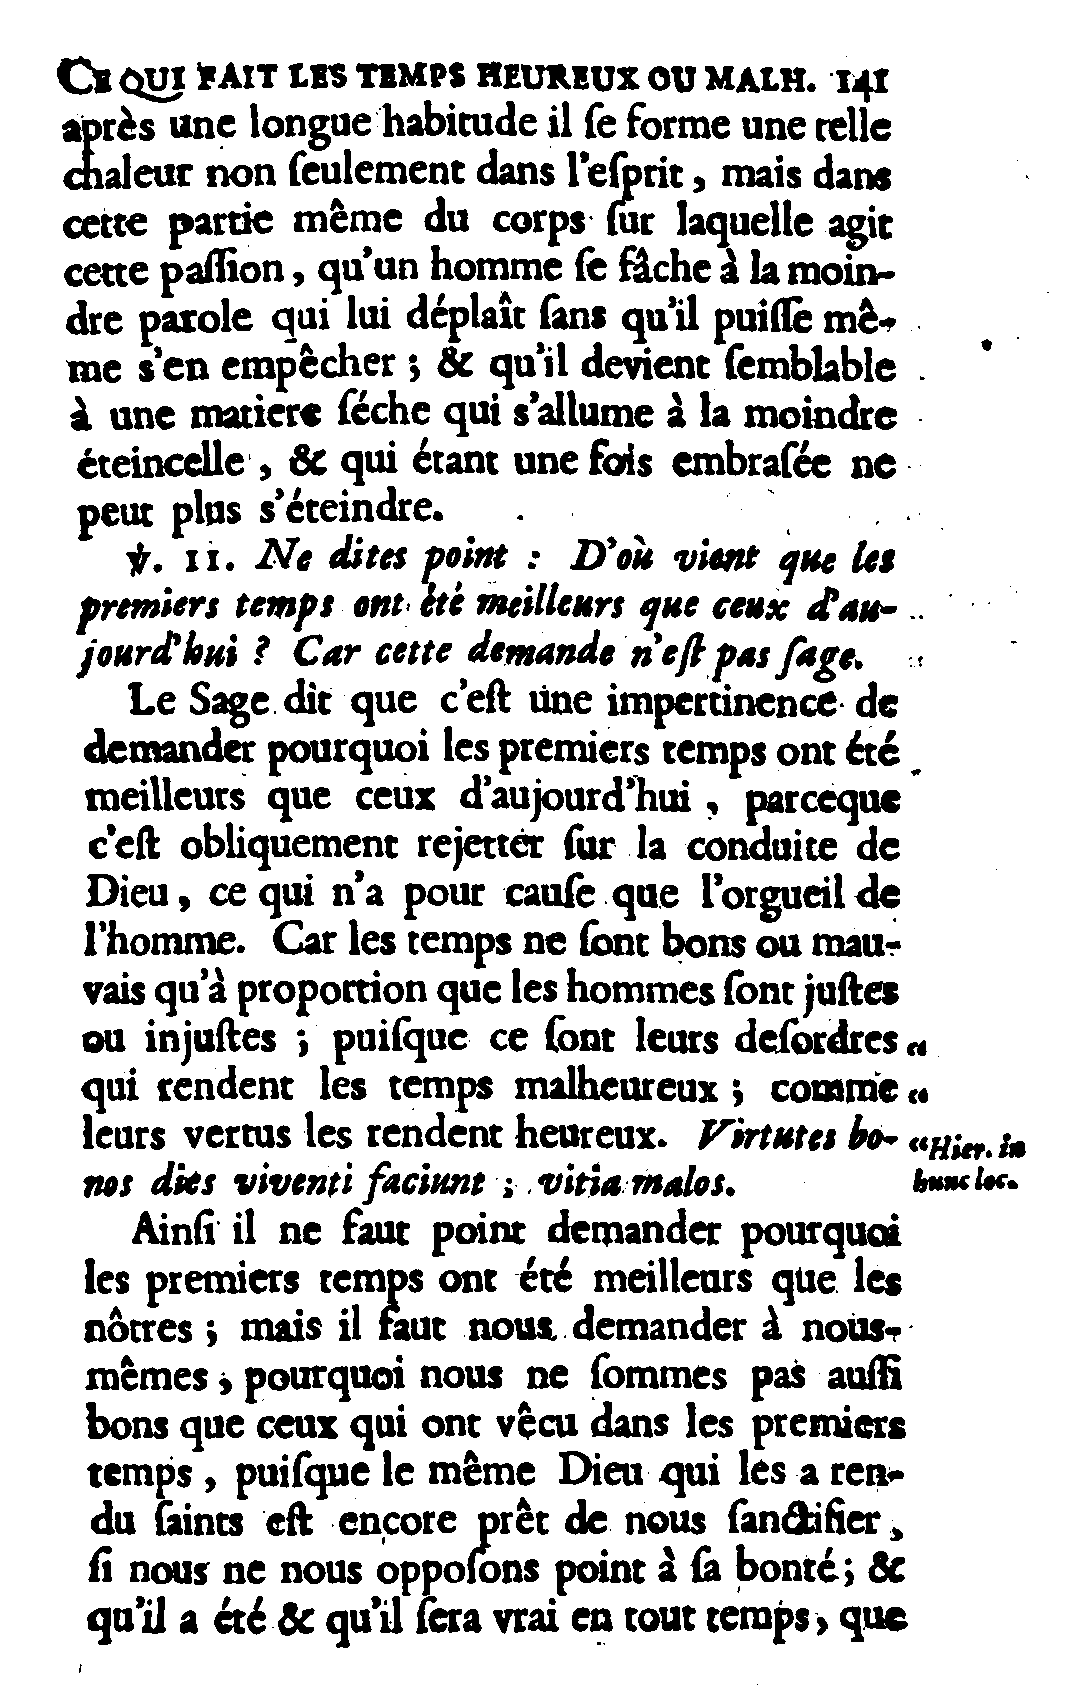 CE QUI FAIT LES TEMPS HEUREUX OU MALH. 141
après une longue habitude il ſe forme une telle
chaleur non ſeulement dans l'eſprit, mais dans
cette partie même du corps ſur laquelle agit
cette paſſion, qu'un homme ſe fâche à la moin-
dre parole qui lui déplaît ſans qu'il puiſſe mê-
me s'en empêcher ; & qu'il devient ſemblable
à une matiere ſéche qui s'allume à la moindre
éteincelle, & qui étant une fois embraſée ne
peut plus s'éteindre.
℣. 11. Ne dites point : D'où vient que les
premiers temps ont été meilleurs que ceux d'au-
jourd'hui ? Car cette demande n'eſt pas ſage.
Le Sage dit que c'eſt une impertinence de
demander pourquoi les premiers temps ont été
meilleurs que ceux d'aujourd'hui, parceque
c'eſt obliquement rejetter ſur la conduite de
Dieu, ce qui n'a pour cauſe que l'orgueil de
l'homme. Car les temps ne ſont bons ou mau-
vais qu'à proportion que les hommes ſont juſtes
ou injuſtes ; puiſque ce ſont leurs deſordres “
qui rendent les temps malheureux ; comme “
leurs vertus les rendent heureux. Virtutes bo- “ Hier. in
nos dies viventi faciunt ; vitia malos. hunc loc.
Ainſi il ne faut point demander pourquoi
les premiers temps ont été meilleurs que les
nôtres ; mais il faut nous demander à nous-
mêmes, pourquoi nous ne ſommes pas auſſi
bons que ceux qui ont vêcu dans les premiers
temps, puiſque le même Dieu qui les a ren-
du ſaints eſt encore prêt de nous ſanctifier,
ſi nous ne nous oppoſons point à ſa bonté ; &
qu'il a été & qu'il ſera vrai en tout temps, que